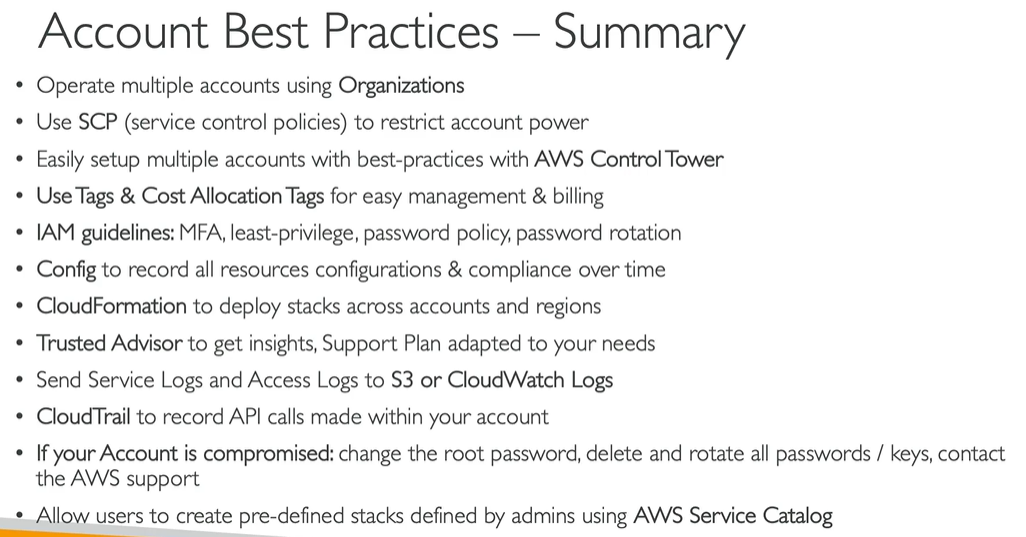 Account Best Practices – Summary
• Operate multiple accounts using Organizations
• Use SCP (service control policies) to restrict account power
• Easily setup multiple accounts with best-practices with AWS Control Tower
• Use Tags & Cost Allocation Tags for easy management & billing
• IAM guidelines: MFA, least-privilege, password policy, password rotation
• Config to record all resources configurations & compliance over time
• CloudFormation to deploy stacks across accounts and regions
• Trusted Advisor to get insights, Support Plan adapted to your needs
• Send Service Logs and Access Logs to S3 or CloudWatch Logs
• CloudTrail to record API calls made within your account
• If your Account is compromised: change the root password, delete and rotate all passwords / keys, contact
the AWS support
• Allow users to create pre-defined stacks defined by admins using AWS Service Catalog